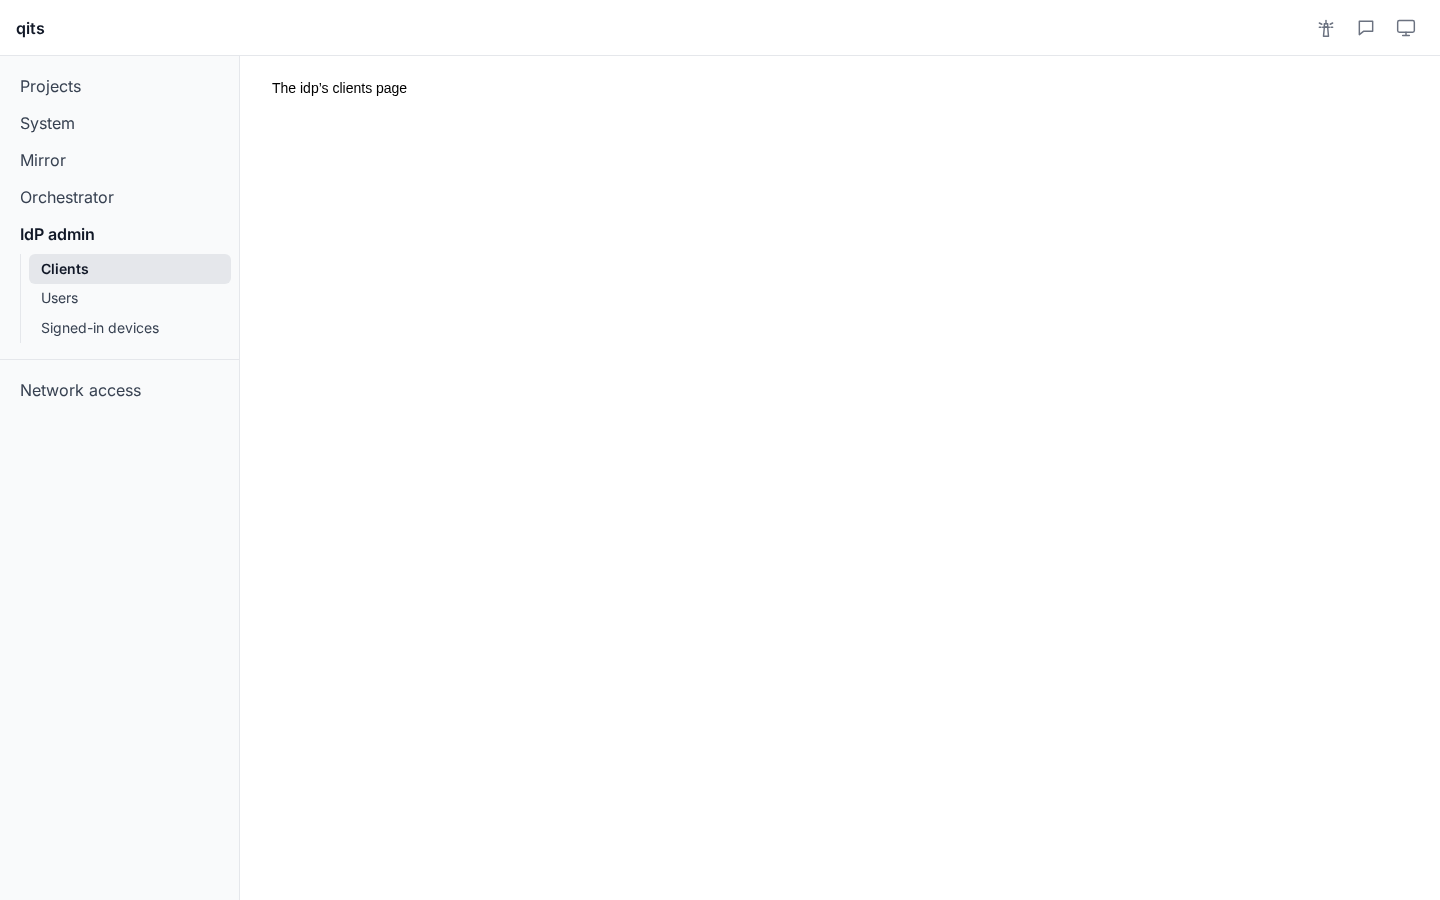 qits
Projects
System
Mirror
Orchestrator
IdP admin
Clients
Users
Signed-in devices
Network access
The idp’s clients page